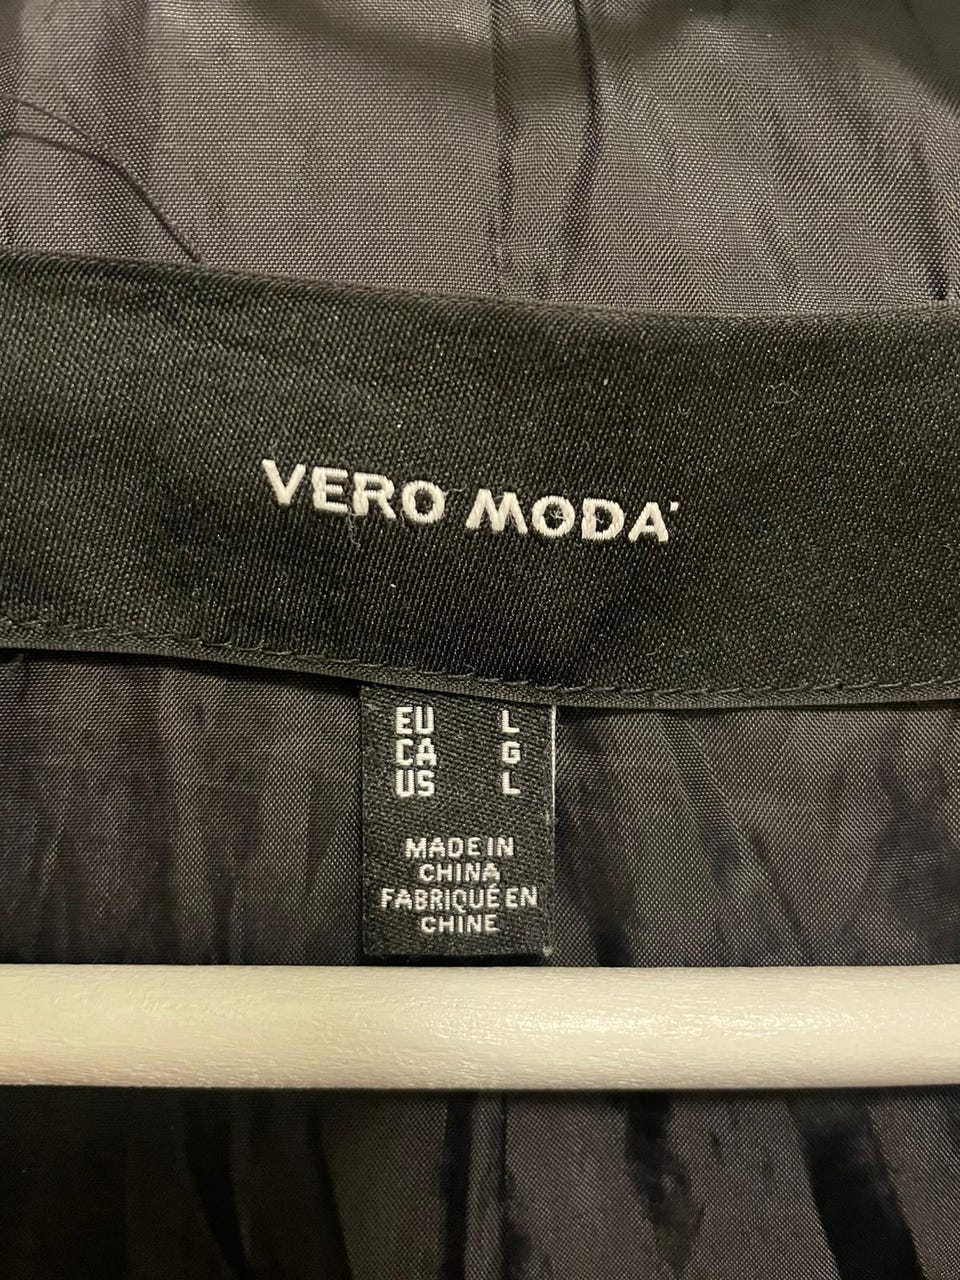 VERO MODA
EU L
CA G
US L
MADE IN
CHINA
FABRIQUÉ EN
CHINE